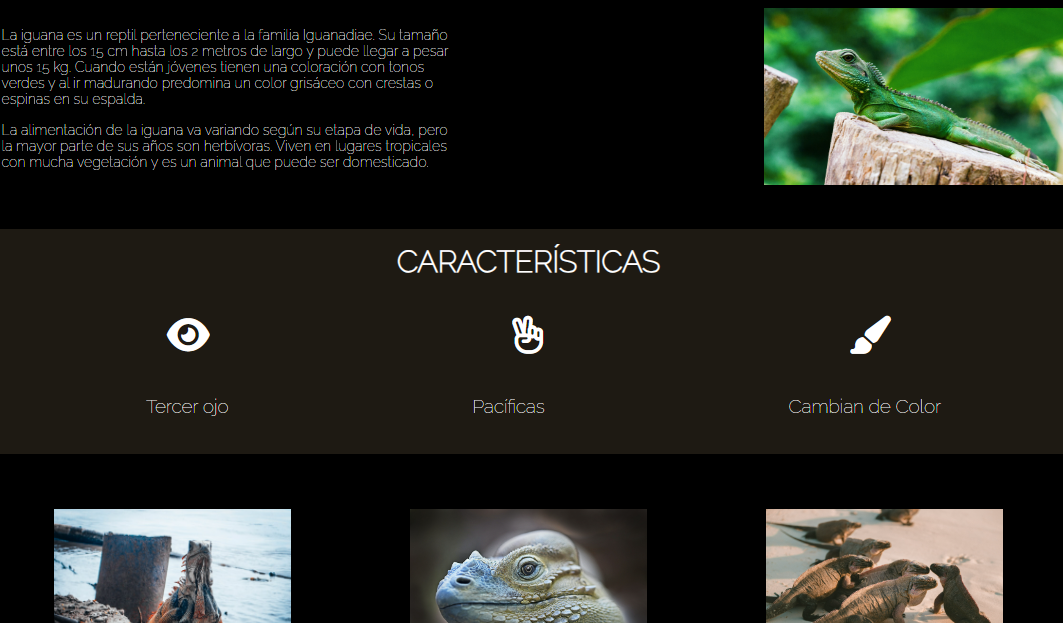 La iguana es un reptil perteneciente a la familia Iguanadiae. Su tamaño
está entre los 15 cm hasta los 2 metros de largo y puede llegar a pesar
unos 15 kg. Cuando están jóvenes tienen una coloración con tonos
verdes y al ir madurando predomina un color grisáceo con crestas o
espinas en su espalda.
La alimentación de la iguana va variando según su etapa de vida, pero
la mayor parte de sus años son herbívoras. Viven en lugares tropicales
con mucha vegetación y es un animal que puede ser domesticado.
CARACTERÍSTICAS
Tercer ojo
Pacíficas
Cambian de Color